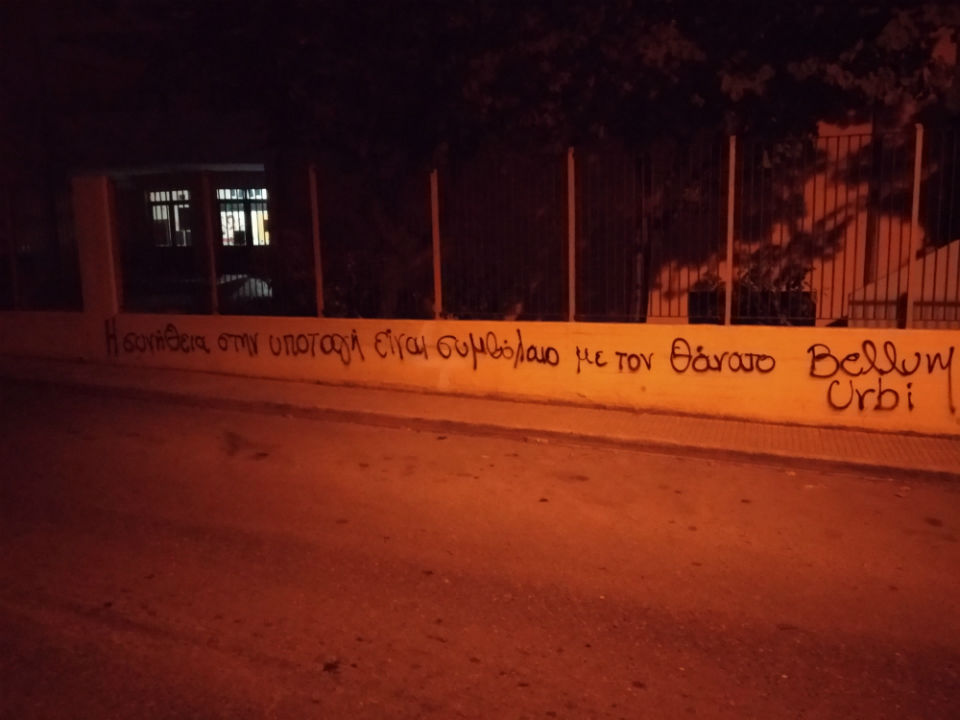 Η συνήθεια στην υποταγή είναι συμβόλαιο με τον θάνατο
Bellum
Urbi